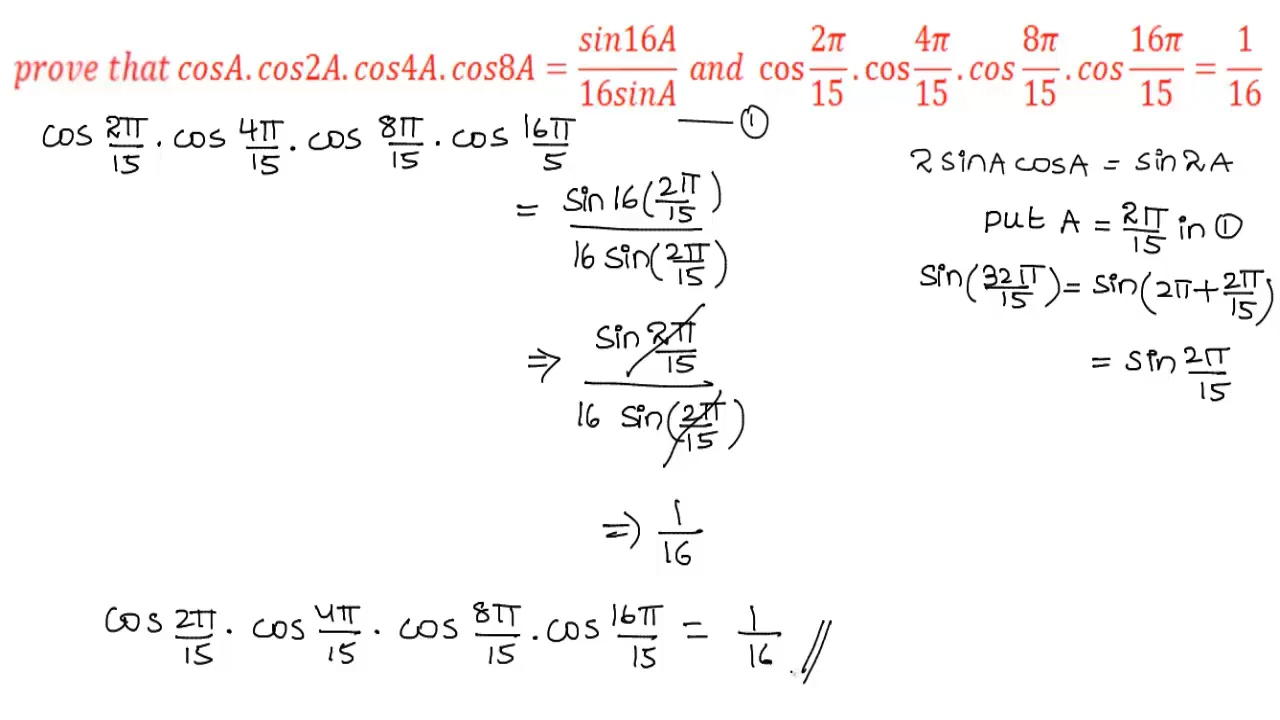 prove that cosA.cos2A.cos4A.cos8A = sin16A/16sinA and cos 2π/15 . cos 4π/15 . cos 8π/15 . cos 16π/15 = 1/16
cos 2π/15 . cos 4π/15 . cos 8π/15 . cos 16π/5 —— ①
= sin 16(2π/15) / 16 sin(2π/15)
⇒ sin 2π/15 / 16 sin(2π/15)
⇒ 1/16
2 sinA cosA = sin 2A
put A = 2π/15 in ①
sin(32π/15) = sin(2π + 2π/15)
= sin 2π/15
cos 2π/15 . cos 4π/15 . cos 8π/15 . cos 16π/15 = 1/16 //